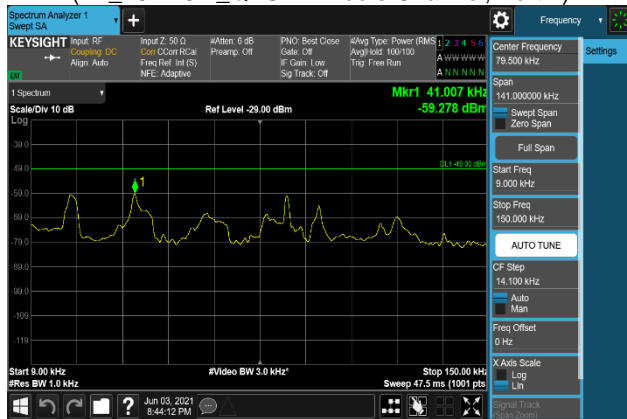 Spectrum Analyzer 1
Swept SA
Frequency
KEYSIGHT
Input: RF
Coupling: DC
Align: Auto
Input Z: 50 Ω
Corr CCorr RCal
Freq Ref: Int (S)
NFE: Adaptive
#Atten: 6 dB
Preamp: Off
PNO: Best Close
Gate: Off
IF Gain: Low
Sig Track: Off
#Avg Type: Power (RMS
Avg|Hold: 100/100
Trig: Free Run
1 2 3 4 5 6
A W W W W W
A N N N N N
1 Spectrum
Scale/Div 10 dB
Log
Ref Level -29.00 dBm
Mkr1 41.007 kHz
-59.278 dBm
-39.0
-49.0
-59.0
-69.0
-79.0
-89.0
-99.0
-109
-119
DL1 -49.00 dBm
1
Start 9.00 kHz
#Res BW 1.0 kHz
#Video BW 3.0 kHz*
Stop 150.00 kHz
Sweep 47.5 ms (1001 pts
Jun 03, 2021
8:44:12 PM
Center Frequency
79.500 kHz
Settings
Span
141.000000 kHz
Swept Span
Zero Span
Full Span
Start Freq
9.000 kHz
Stop Freq
150.000 kHz
AUTO TUNE
CF Step
14.100 kHz
Auto
Man
Freq Offset
0 Hz
X Axis Scale
Log
Lin
Signal Track
(Span Zoom)